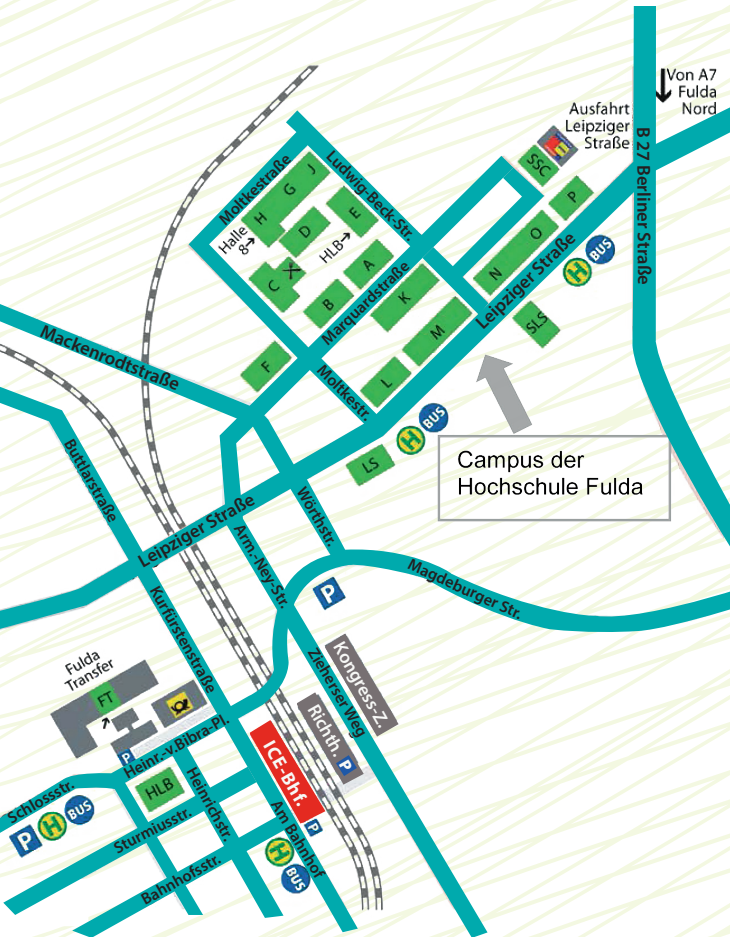 Von A7
Fulda
Nord
Ausfahrt
Leipziger
Straße
B 27 Berliner Straße
SSC
P
O
N
Leipziger Straße
H
BUS
SLS
Ludwig-Beck-Str.
Moltkestraße
J
G
H
E
D
Halle
8
HLB
A
C
B
Marquardstraße
K
M
F
L
Moltkestr.
Mackenrodtstraße
H
BUS
LS
Campus der
Hochschule Fulda
Buttlarstraße
Leipziger Straße
Wörthstr.
Arm.-Ney-Str.
Magdeburger Str.
P
Kurfürstenstraße
Fulda
Transfer
FT
Zieherser Weg
Kongress-Z.
Richth.
P
P
Heinr.-v.Bibra-Pl.
ICE-Bhf.
Schlossstr.
HLB
Heinrichstr.
P
H
BUS
Sturmiusstr.
Am Bahnhof
P
Bahnhofsstr.
H
BUS